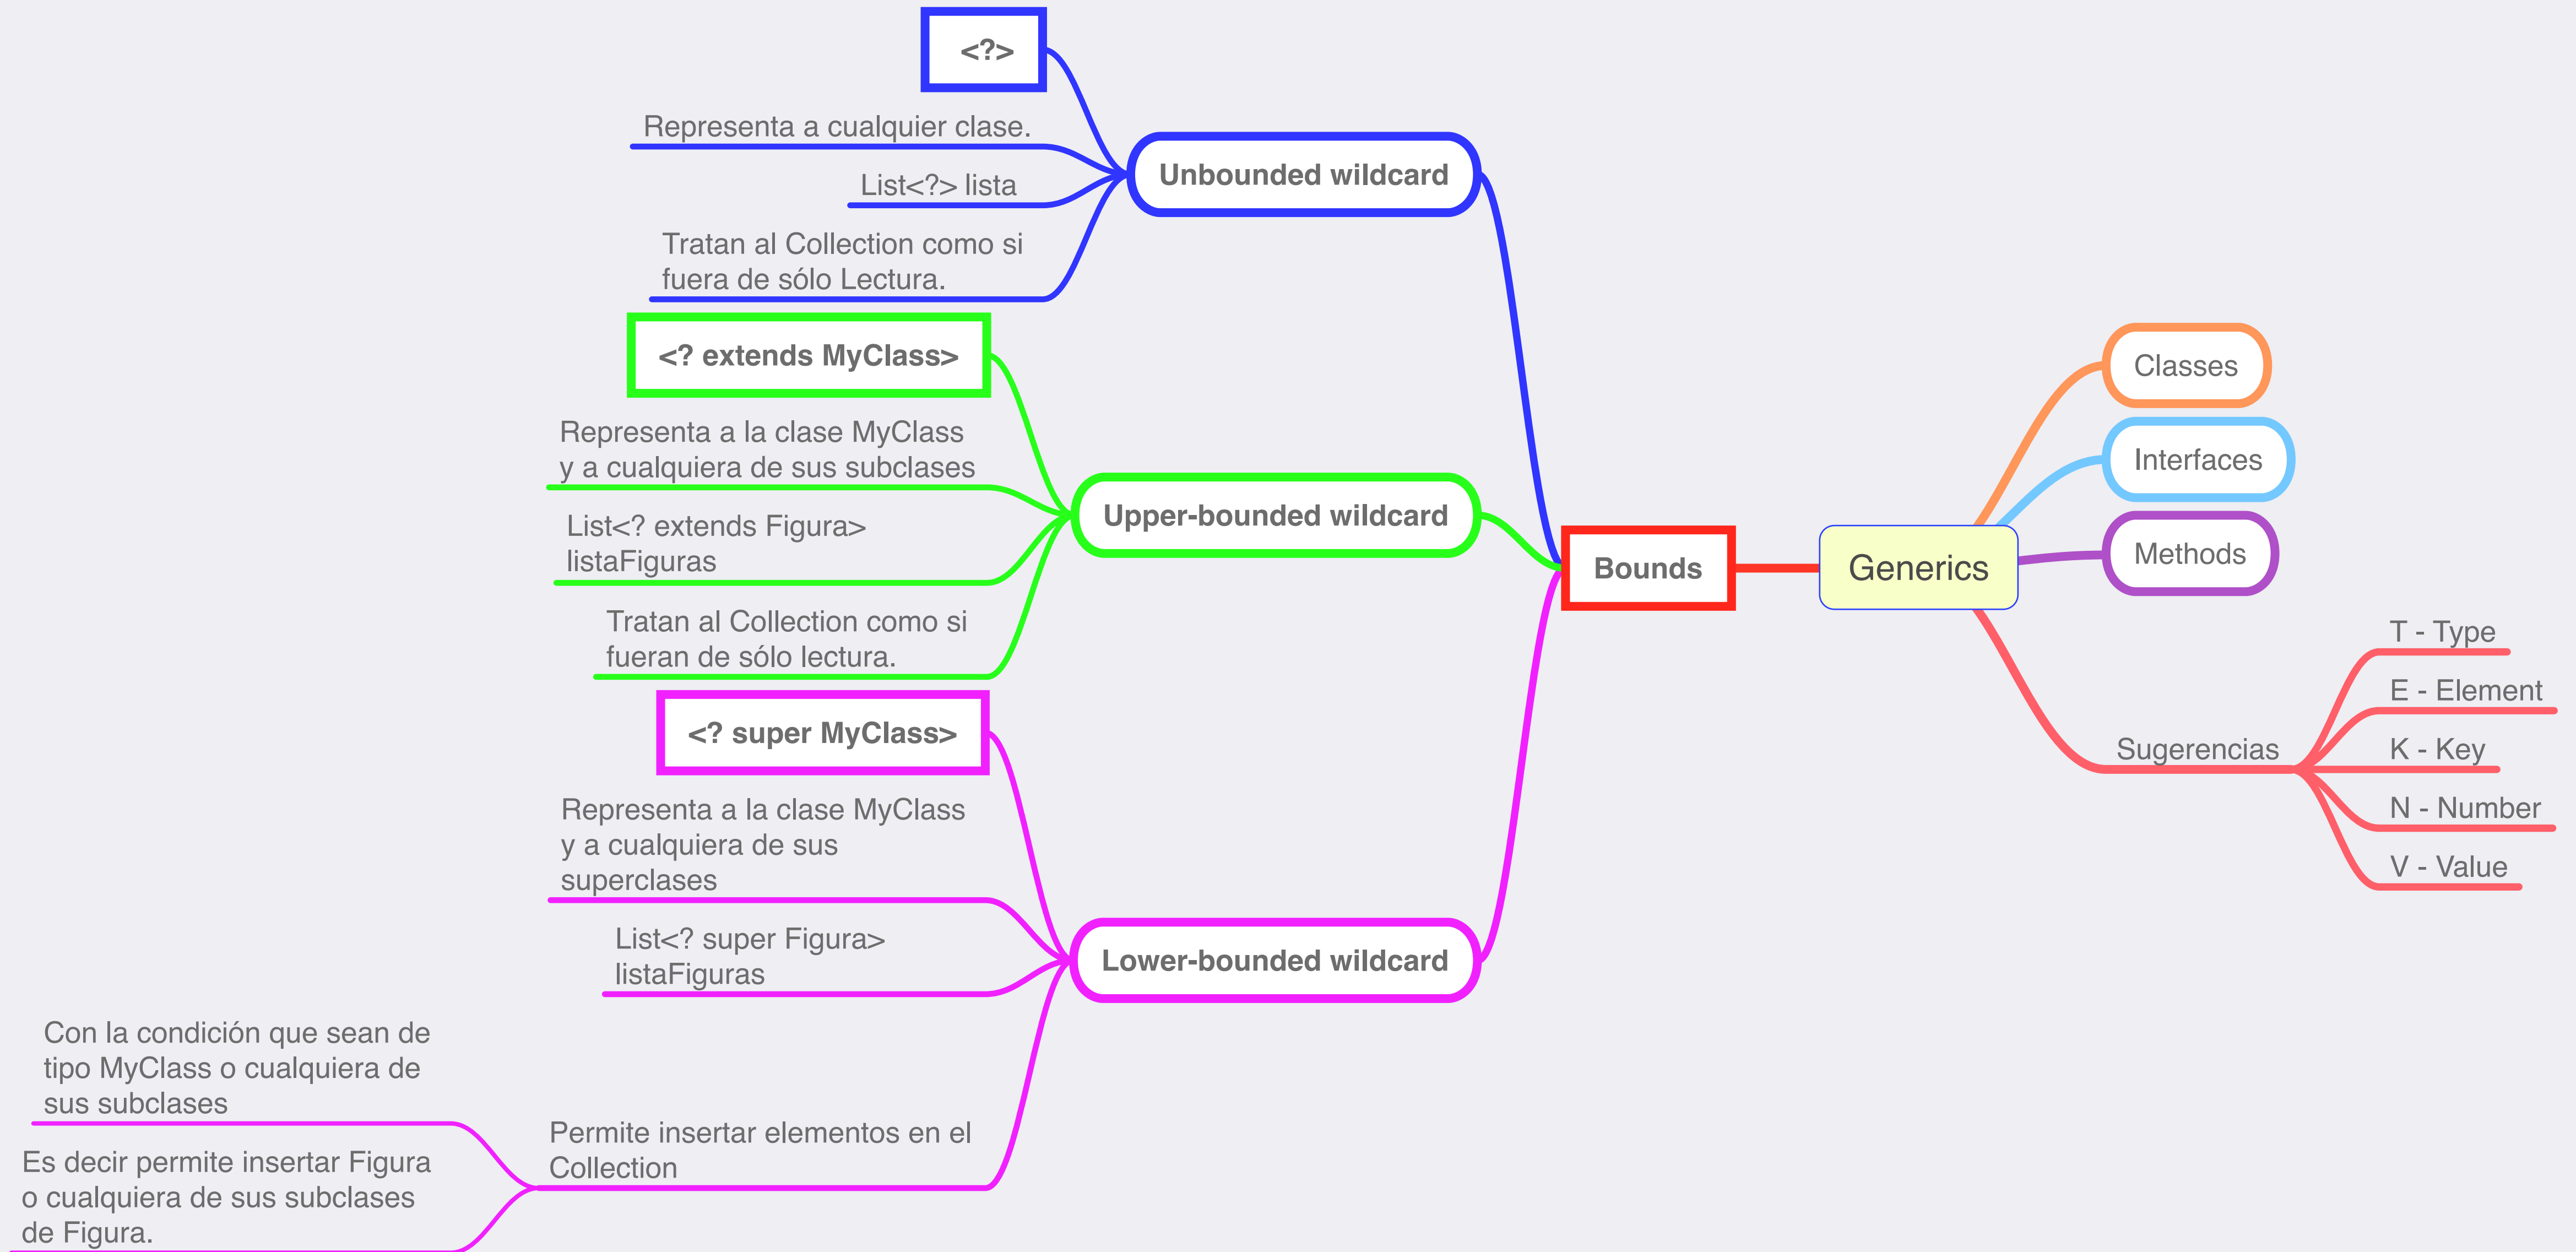 <?>
Representa a cualquier clase.
List<?> lista
Tratan al Collection como si
fuera de sólo Lectura.
Unbounded wildcard
<? extends MyClass>
Representa a la clase MyClass
y a cualquiera de sus subclases
List<? extends Figura>
listaFiguras
Tratan al Collection como si
fueran de sólo lectura.
Upper-bounded wildcard
<? super MyClass>
Representa a la clase MyClass
y a cualquiera de sus
superclases
List<? super Figura>
listaFiguras
Lower-bounded wildcard
Con la condición que sean de
tipo MyClass o cualquiera de
sus subclases
Es decir permite insertar Figura
o cualquiera de sus subclases
de Figura.
Permite insertar elementos en el
Collection
Bounds
Generics
Classes
Interfaces
Methods
Sugerencias
T - Type
E - Element
K - Key
N - Number
V - Value